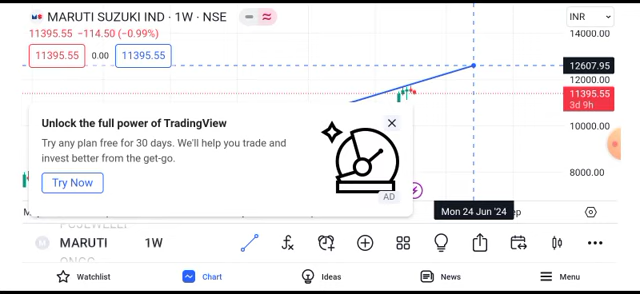 MARUTI SUZUKI IND · 1W · NSE
INR
11395.55 −114.50 (−0.99%)
14000.00
11395.55
0.00
11395.55
12607.95
12000.00
11395.55
3d 9h
Unlock the full power of TradingView
Try any plan free for 30 days. We'll help you trade and
invest better from the get-go.
Try Now
AD
10000.00
8000.00
Mon 24 Jun '24
MARUTI
1W
Watchlist
Chart
Ideas
News
Menu